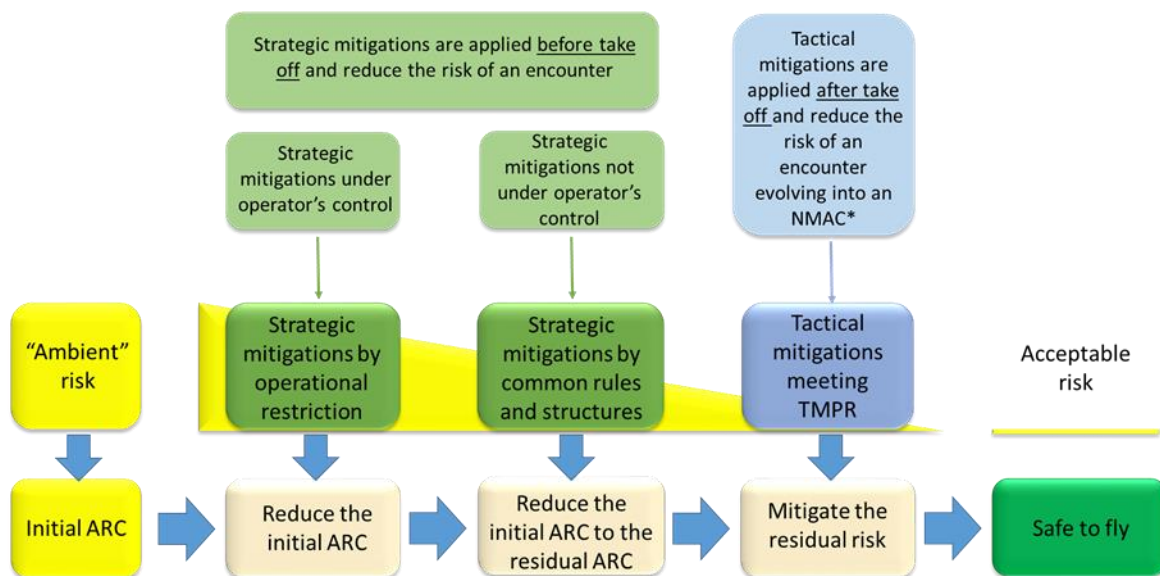 Strategic mitigations are applied before take
off and reduce the risk of an encounter
Tactical
mitigations are
applied after take
off and reduce the
risk of an
encounter
evolving into an
NMAC*
Strategic
mitigations under
operator's control
Strategic
mitigations not
under operator's
control
"Ambient"
risk
Strategic
mitigations by
operational
restriction
Strategic
mitigations by
common rules
and structures
Tactical
mitigations
meeting
TMPR
Acceptable
risk
Initial ARC
Reduce the
initial ARC
Reduce the
initial ARC to the
residual ARC
Mitigate the
residual risk
Safe to fly